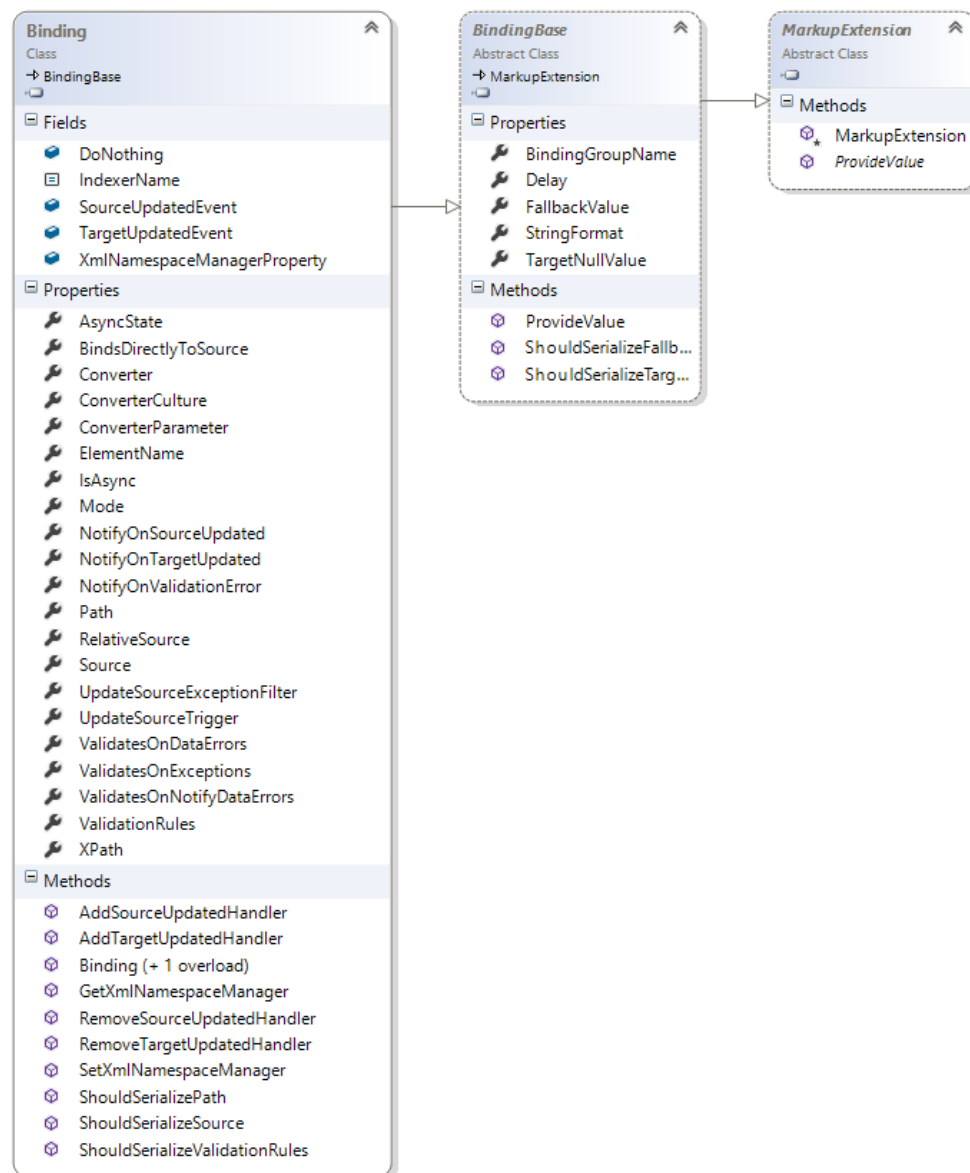 Binding
Class
BindingBase
Fields
DoNothing
IndexerName
SourceUpdatedEvent
TargetUpdatedEvent
XmlNamespaceManagerProperty
Properties
AsyncState
BindsDirectlyToSource
Converter
ConverterCulture
ConverterParameter
ElementName
IsAsync
Mode
NotifyOnSourceUpdated
NotifyOnTargetUpdated
NotifyOnValidationError
Path
RelativeSource
Source
UpdateSourceExceptionFilter
UpdateSourceTrigger
ValidatesOnDataErrors
ValidatesOnExceptions
ValidatesOnNotifyDataErrors
ValidationRules
XPath
Methods
AddSourceUpdatedHandler
AddTargetUpdatedHandler
Binding (+ 1 overload)
GetXmlNamespaceManager
RemoveSourceUpdatedHandler
RemoveTargetUpdatedHandler
SetXmlNamespaceManager
ShouldSerializePath
ShouldSerializeSource
ShouldSerializeValidationRules
BindingBase
Abstract Class
MarkupExtension
Properties
BindingGroupName
Delay
FallbackValue
StringFormat
TargetNullValue
Methods
ProvideValue
ShouldSerializeFallb...
ShouldSerializeTarg...
MarkupExtension
Abstract Class
Methods
MarkupExtension
ProvideValue